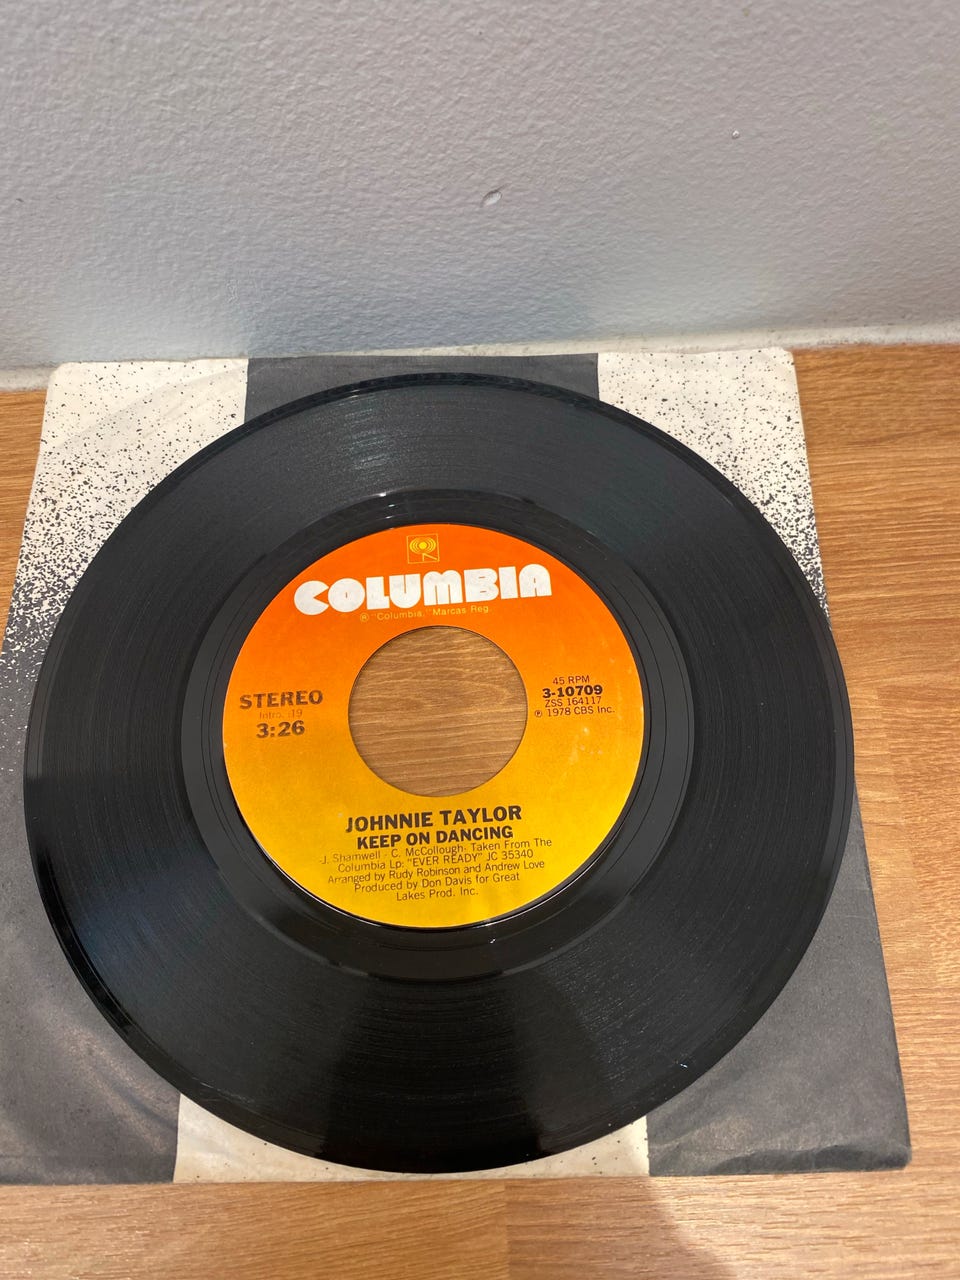 COLUMBIA
® "Columbia," Marcas Reg.
STEREO
Intro. :19
3:26
45 RPM
3-10709
ZSS 164117
℗ 1978 CBS Inc.
JOHNNIE TAYLOR
KEEP ON DANCING
-J. Shamwell - C. McCollough- Taken From The
Columbia Lp: "EVER READY" JC 35340
Arranged by Rudy Robinson and Andrew Love
Produced by Don Davis for Great
Lakes Prod. Inc.